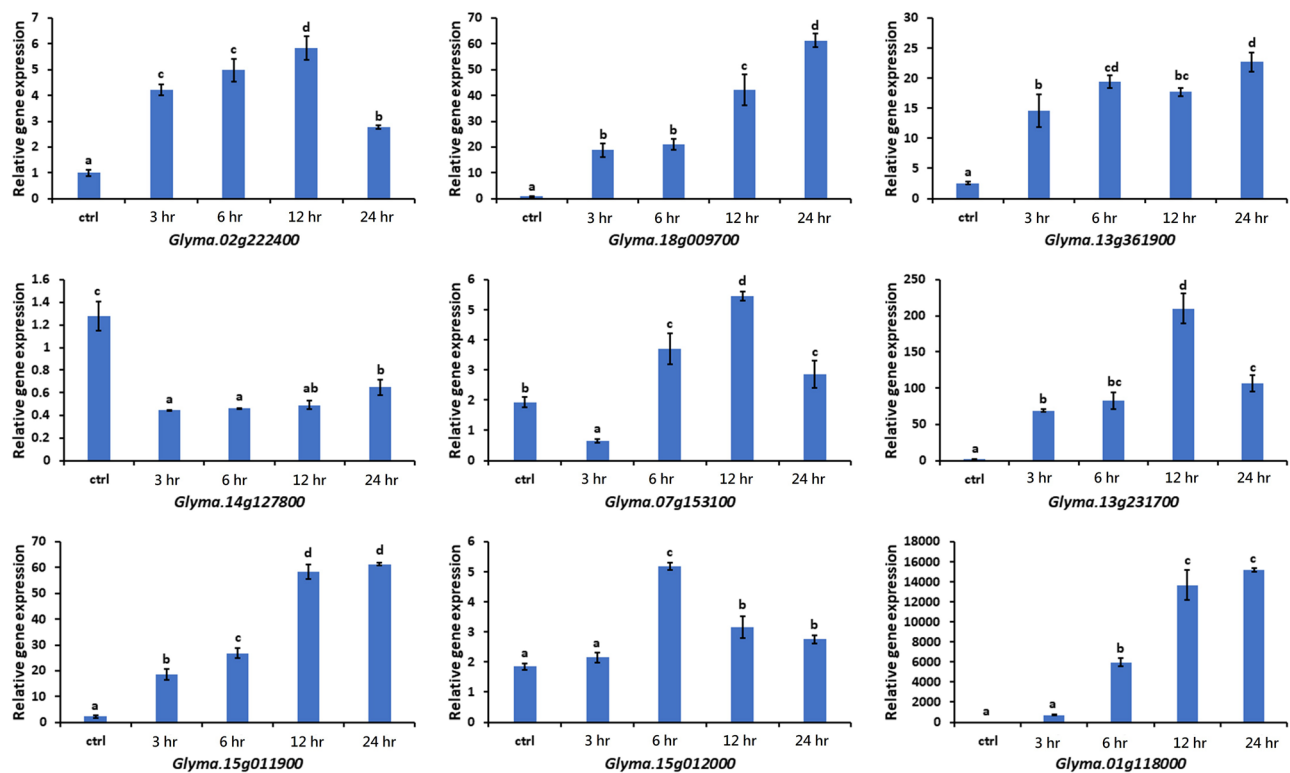 Relative gene expression
7
6
5
4
3
2
1
0
a
c
c
d
b
ctrl 3 hr 6 hr 12 hr 24 hr
Glyma.02g222400
Relative gene expression
70
60
50
40
30
20
10
0
a
b
b
c
d
ctrl 3 hr 6 hr 12 hr 24 hr
Glyma.18g009700
Relative gene expression
30
25
20
15
10
5
0
a
b
cd
bc
d
ctrl 3 hr 6 hr 12 hr 24 hr
Glyma.13g361900
Relative gene expression
1.6
1.4
1.2
1
0.8
0.6
0.4
0.2
0
c
a
a
ab
b
ctrl 3 hr 6 hr 12 hr 24 hr
Glyma.14g127800
Relative gene expression
6
5
4
3
2
1
0
b
a
c
d
c
ctrl 3 hr 6 hr 12 hr 24 hr
Glyma.07g153100
Relative gene expression
250
200
150
100
50
0
a
b
bc
d
c
ctrl 3 hr 6 hr 12 hr 24 hr
Glyma.13g231700
Relative gene expression
70
60
50
40
30
20
10
0
a
b
c
d
d
ctrl 3 hr 6 hr 12 hr 24 hr
Glyma.15g011900
Relative gene expression
6
5
4
3
2
1
0
a
a
c
b
b
ctrl 3 hr 6 hr 12 hr 24 hr
Glyma.15g012000
Relative gene expression
18000
16000
14000
12000
10000
8000
6000
4000
2000
0
a
a
b
c
c
ctrl 3 hr 6 hr 12 hr 24 hr
Glyma.01g118000